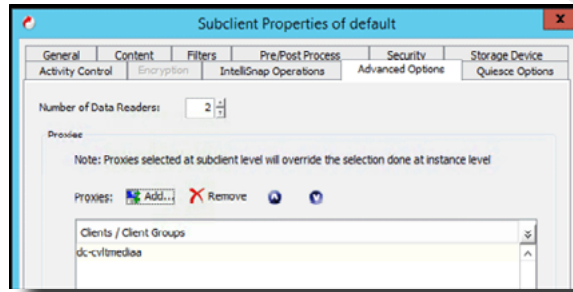 Subclient Properties of default
x
General Content Filters Pre/Post Process Security Storage Device
Activity Control Encryption IntelliSnap Operations Advanced Options Quiesce Options
Number of Data Readers: 2
Proxies
Note: Proxies selected at subclient level will override the selection done at instance level
Proxies: Add... Remove
Clients / Client Groups
dc-cvltmediaa